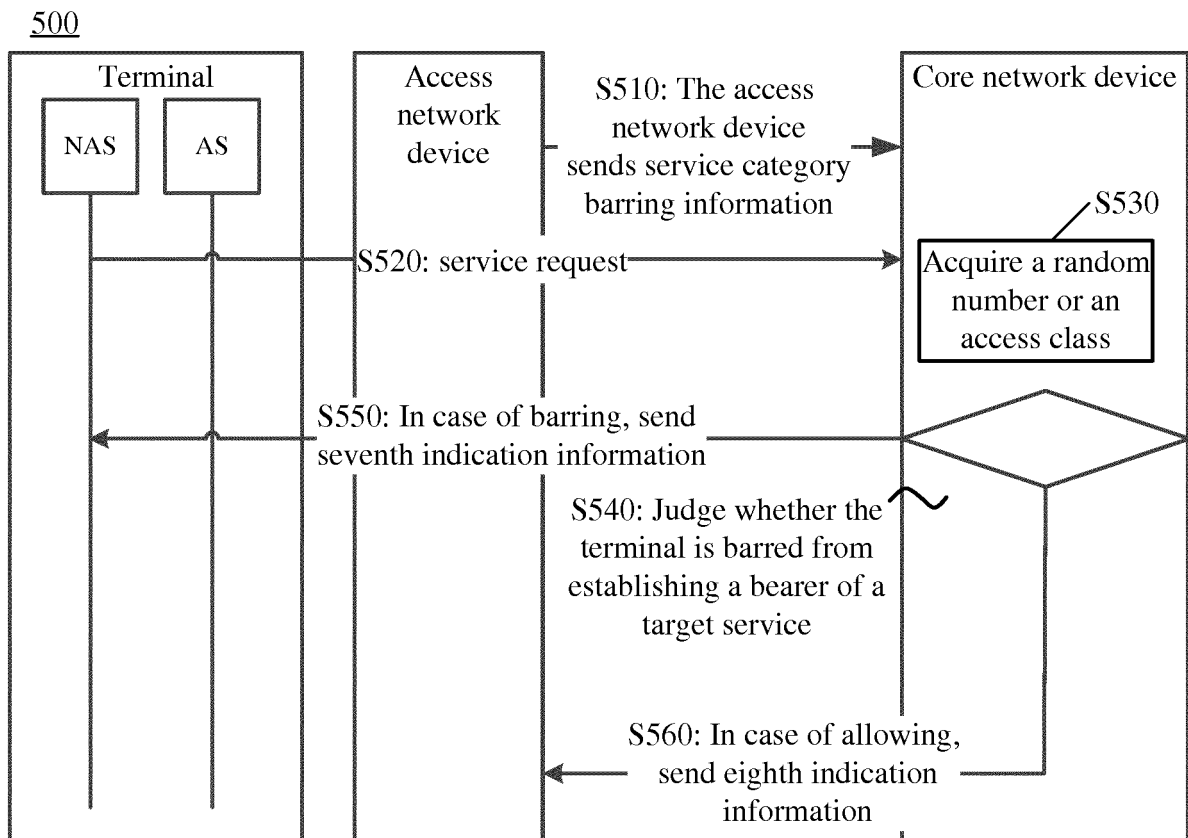 500
Terminal
NAS
AS
Access
network
device
S510: The access
network device
sends service category
barring information
Core network device
S520: service request
S530
Acquire a random
number or an
access class
S550: In case of barring, send
seventh indication information
S540: Judge whether the
terminal is barred from
establishing a bearer of a
target service
S560: In case of allowing,
send eighth indication
information